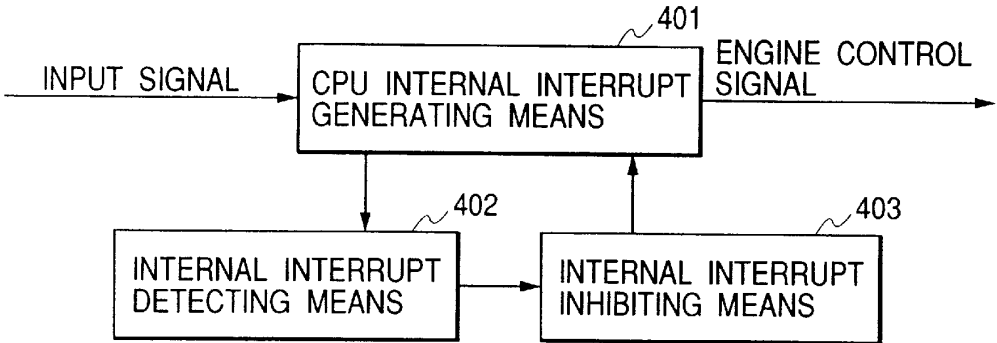 401
INPUT SIGNAL
CPU INTERNAL INTERRUPT
GENERATING MEANS
ENGINE CONTROL
SIGNAL
402
INTERNAL INTERRUPT
DETECTING MEANS
403
INTERNAL INTERRUPT
INHIBITING MEANS